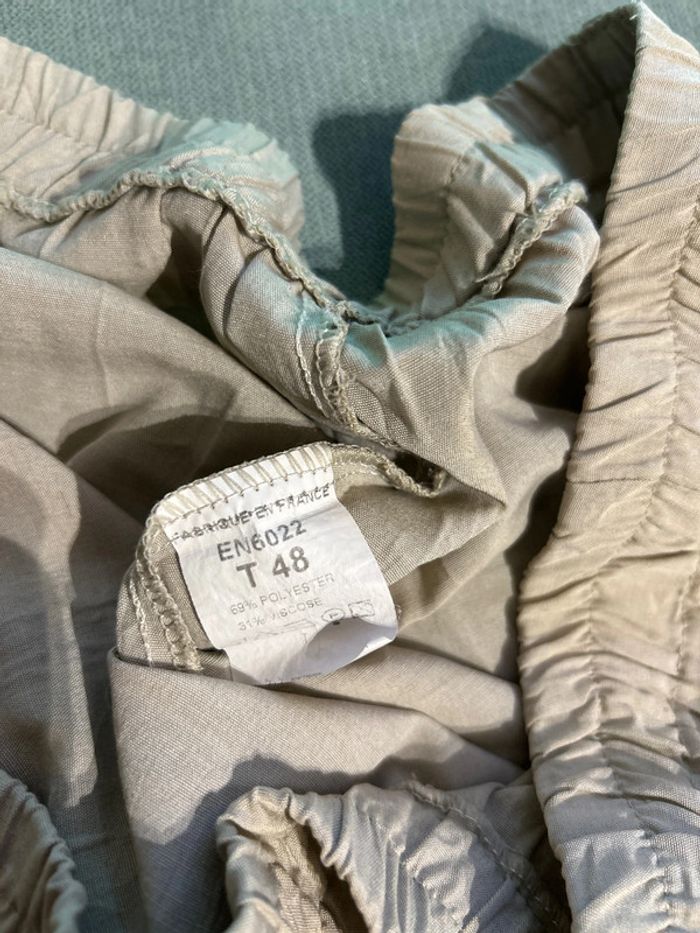 FABRIQUE EN FRANCE
EN6022
T 48
69% POLYESTER
31% VISCOSE
P